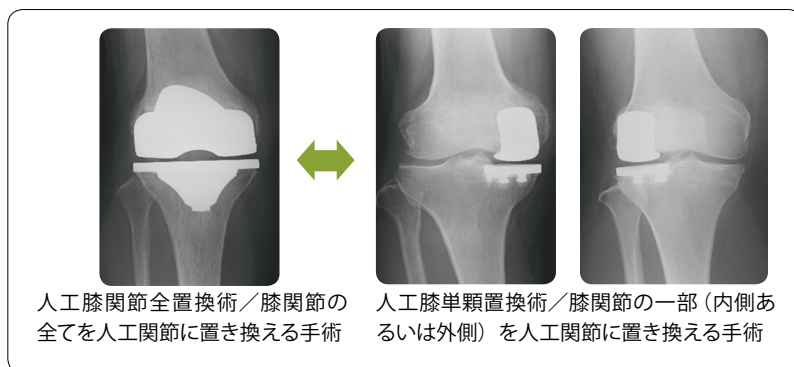 人工膝関節全置換術／膝関節の
全てを人工関節に置き換える手術
人工膝単顆置換術／膝関節の一部（内側あ
るいは外側）を人工関節に置き換える手術